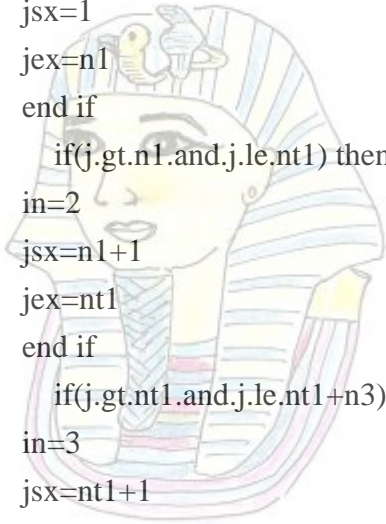 jsx=1
jex=n1
end if
if(j.gt.n1.and.j.le.nt1) then
in=2
jsx=n1+1
jex=nt1
end if
if(j.gt.nt1.and.j.le.nt1+n3)
in=3
jsx=nt1+1